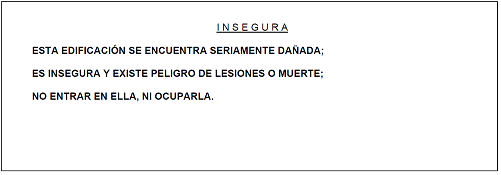 INSEGURA
ESTA EDIFICACIÓN SE ENCUENTRA SERIAMENTE DAÑADA;
ES INSEGURA Y EXISTE PELIGRO DE LESIONES O MUERTE;
NO ENTRAR EN ELLA, NI OCUPARLA.